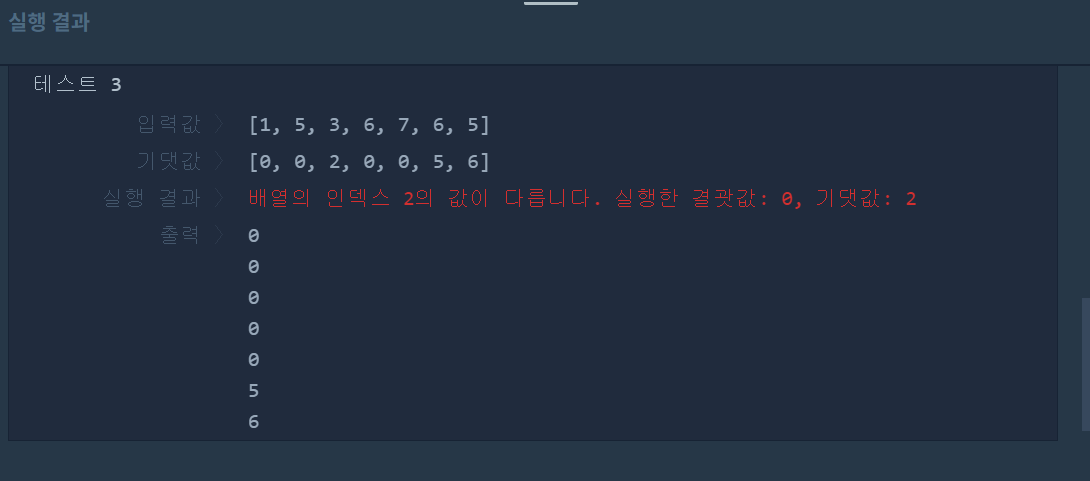 실행 결과
테스트 3
입력값 > [1, 5, 3, 6, 7, 6, 5]
기댓값 > [0, 0, 2, 0, 0, 5, 6]
실행 결과 > 배열의 인덱스 2의 값이 다릅니다. 실행한 결괏값: 0, 기댓값: 2
출력 > 0
0
0
0
0
5
6